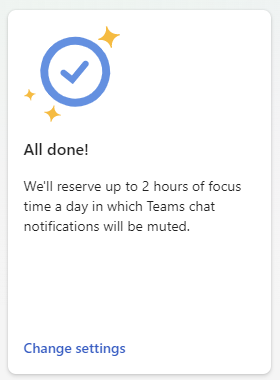 All done!
We'll reserve up to 2 hours of focus
time a day in which Teams chat
notifications will be muted.
Change settings